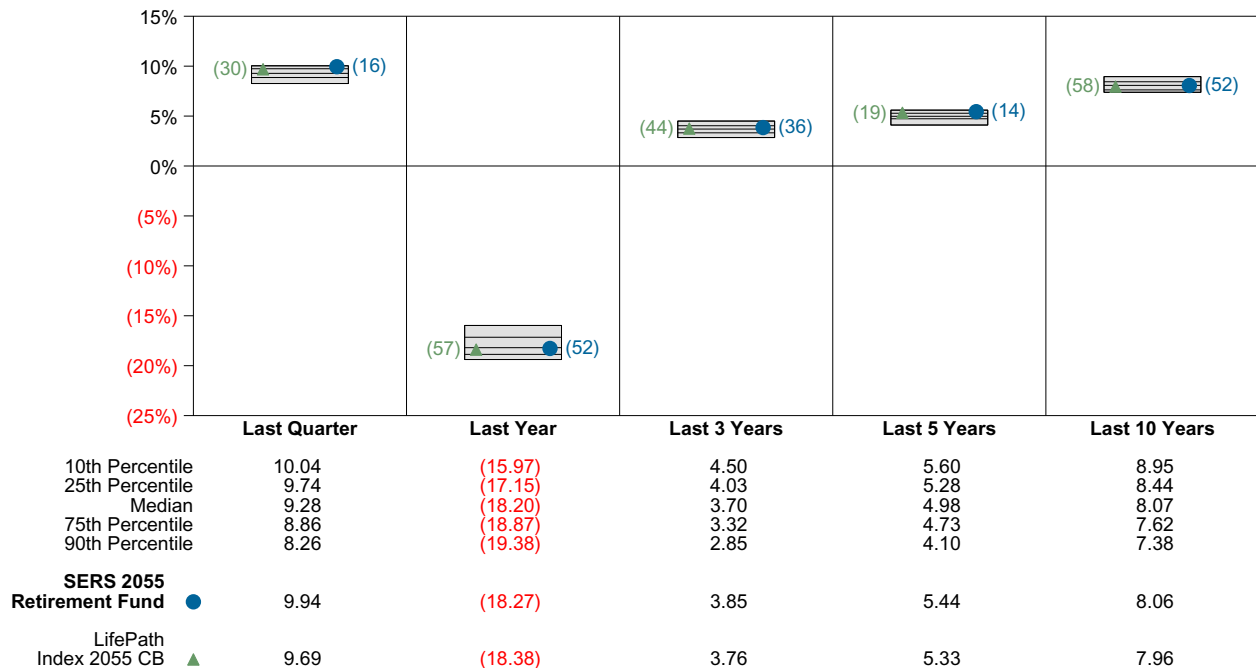 15%
10%
5%
0%
(5%)
(10%)
(15%)
(20%)
(25%)
(30) (16)
(57) (52)
(44) (36)
(19) (14)
(58) (52)
Last Quarter Last Year Last 3 Years Last 5 Years Last 10 Years
10th Percentile 10.04 (15.97) 4.50 5.60 8.95
25th Percentile 9.74 (17.15) 4.03 5.28 8.44
Median 9.28 (18.20) 3.70 4.98 8.07
75th Percentile 8.86 (18.87) 3.32 4.73 7.62
90th Percentile 8.26 (19.38) 2.85 4.10 7.38
SERS 2055
Retirement Fund 9.94 (18.27) 3.85 5.44 8.06
LifePath
Index 2055 CB 9.69 (18.38) 3.76 5.33 7.96